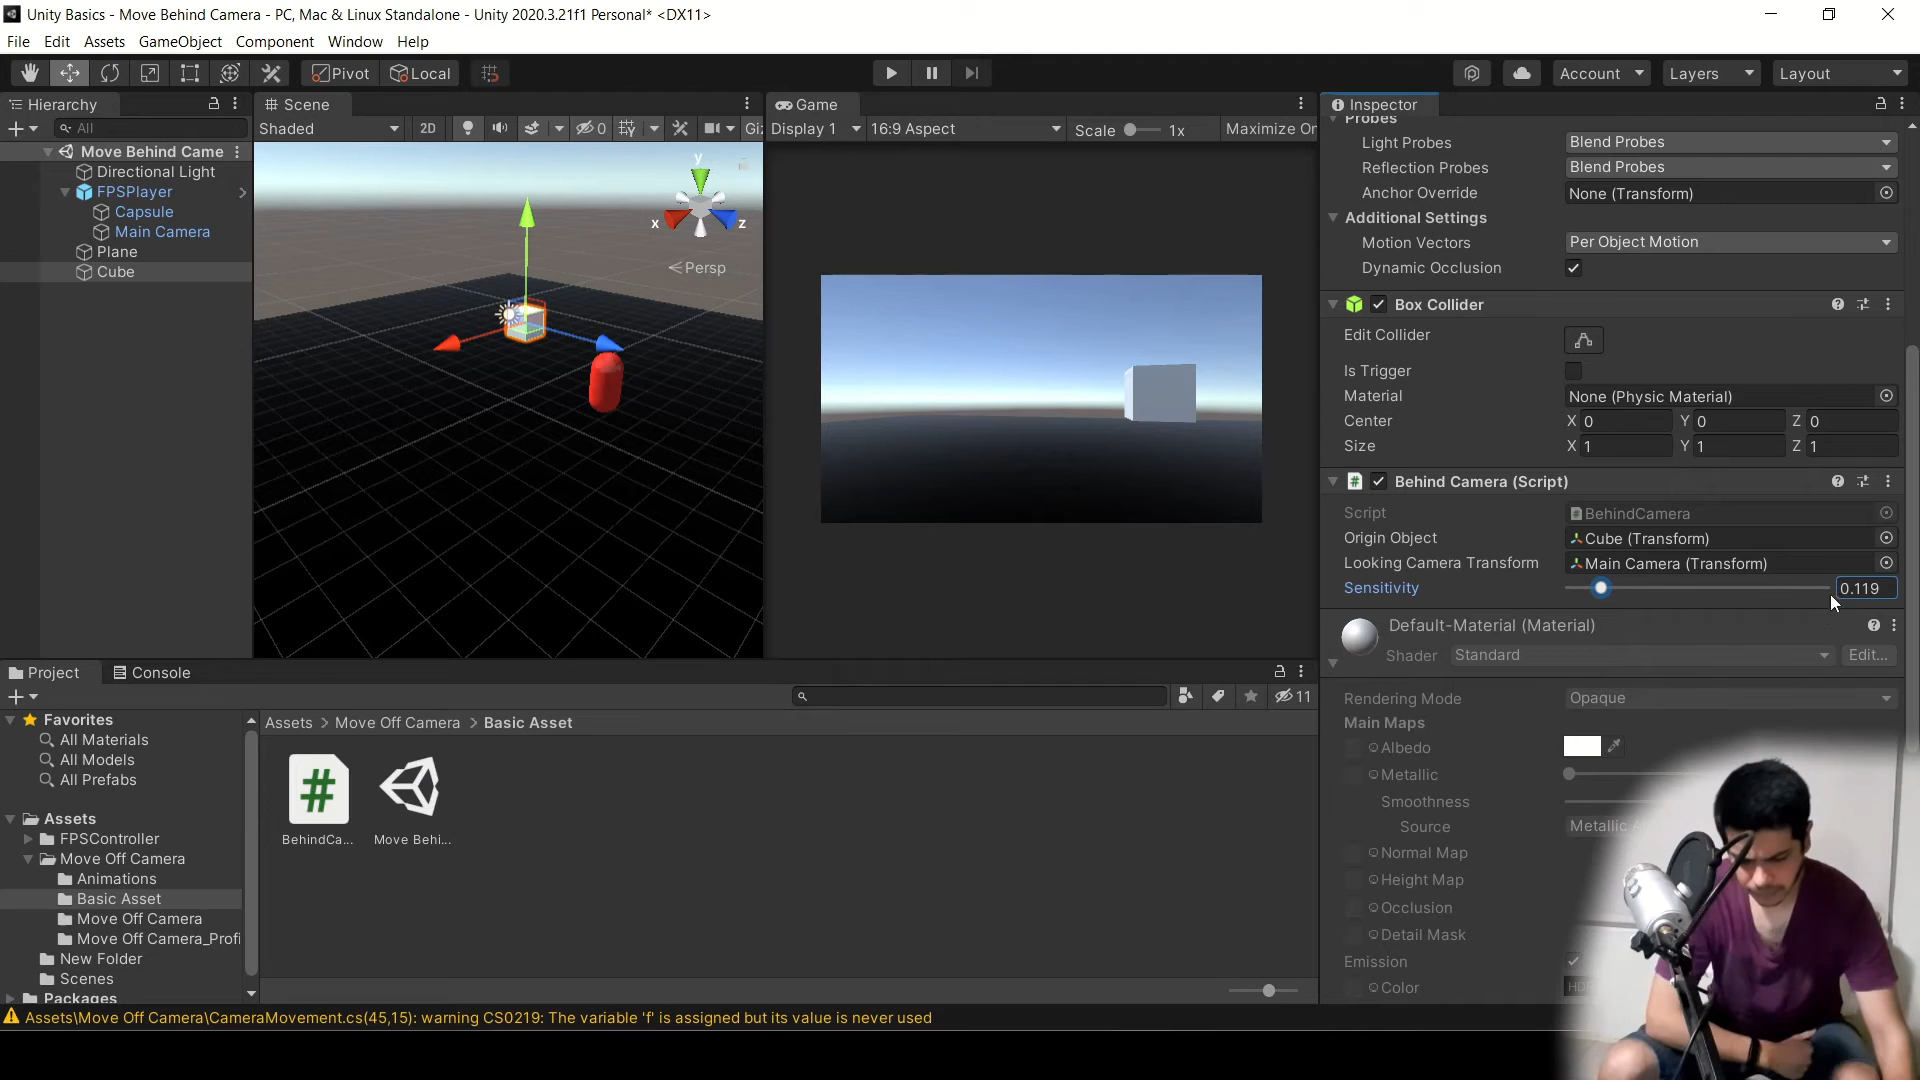 Unity Basics - Move Behind Camera - PC, Mac & Linux Standalone - Unity 2020.3.21f1 Personal* <DX11>
File Edit Assets GameObject Component Window Help
Pivot Local Account Layers Layout
Hierarchy
All
Move Behind Came
Directional Light
FPSPlayer
Capsule
Main Camera
Plane
Cube
Scene
Shaded 2D 0 Giz
y
x z
Persp
Game
Display 1 16:9 Aspect Scale 1x Maximize On
Inspector
Probes
Light Probes Blend Probes
Reflection Probes Blend Probes
Anchor Override None (Transform)
Additional Settings
Motion Vectors Per Object Motion
Dynamic Occlusion
Box Collider
Edit Collider
Is Trigger
Material None (Physic Material)
Center X 0 Y 0 Z 0
Size X 1 Y 1 Z 1
# Behind Camera (Script)
Script BehindCamera
Origin Object Cube (Transform)
Looking Camera Transform Main Camera (Transform)
Sensitivity 0.119
Default-Material (Material)
Shader Standard Edit...
Rendering Mode Opaque
Main Maps
Albedo
Metallic
Smoothness
Source Metallic
Normal Map
Height Map
Occlusion
Detail Mask
Emission
Color HDR
Project Console
11
Favorites
All Materials
All Models
All Prefabs
Assets
FPSController
Move Off Camera
Animations
Basic Asset
Move Off Camera
Move Off Camera_Profi
New Folder
Scenes
Packages
Assets > Move Off Camera > Basic Asset
#
BehindCa... Move Behi...
Assets\Move Off Camera\CameraMovement.cs(45,15): warning CS0219: The variable 'f' is assigned but its value is never used